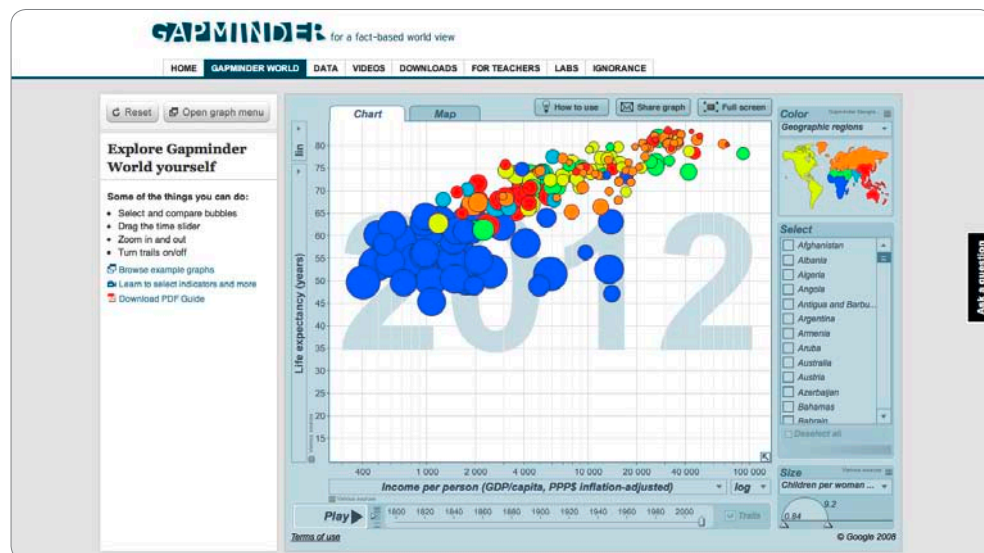 GAPMINDER for a fact-based world view
HOME GAPMINDER WORLD DATA VIDEOS DOWNLOADS FOR TEACHERS LABS IGNORANCE
Reset Open graph menu
Explore Gapminder
World yourself
Some of the things you can do:
Select and compare bubbles
Drag the time slider
Zoom in and out
Turn trails on/off
Browse example graphs
Learn to select indicators and more
Download PDF Guide
Chart Map
How to use Share graph Full screen
lin
Life expectancy (years)
80
75
70
65
60
55
50
45
40
35
30
25
20
15
2012
400 1 000 2 000 4 000 10 000 20 000 40 000 100 000
Income per person (GDP/capita, PPP$ inflation-adjusted) log
Play
1800 1820 1840 1860 1880 1900 1920 1940 1960 1980 2000
Trails
Terms of use
Color
Geographic regions
Select
Afghanistan
Albania
Algeria
Angola
Antigua and Barbu...
Argentina
Armenia
Aruba
Australia
Austria
Azerbaijan
Bahamas
Bahrain
Deselect all
Size
Children per woman ...
9.2
0.84
© Google 2008
Ask a question